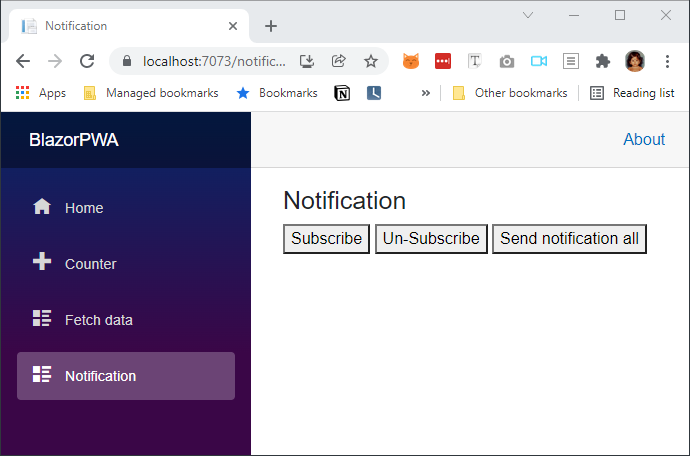 Notification
localhost:7073/notific...
Apps Managed bookmarks Bookmarks » Other bookmarks Reading list
BlazorPWA
About
Home
Counter
Fetch data
Notification
Notification
Subscribe Un-Subscribe Send notification all